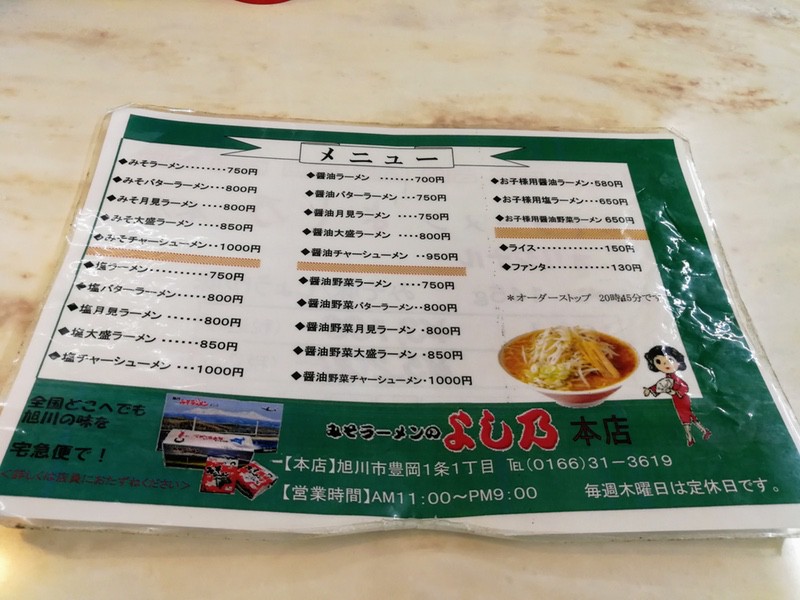 メニュー
◆みそラーメン‥‥‥‥750円
◆みそバターラーメン‥‥800円
◆みそ月見ラーメン ‥‥800円
◆みそ大盛ラーメン ‥‥850円
◆みそチャーシューメン‥1000円
◆塩ラーメン‥‥‥‥‥750円
◆塩バターラーメン‥‥‥800円
◆塩月見ラーメン ‥‥‥800円
◆塩大盛ラーメン ‥‥‥850円
◆塩チャーシューメン ‥‥1000円
◆醤油ラーメン ‥‥‥‥700円
◆醤油バターラーメン ‥‥750円
◆醤油月見ラーメン ‥‥750円
◆醤油大盛ラーメン ‥‥800円
◆醤油チャーシューメン ‥950円
◆醤油野菜ラーメン ‥‥750円
◆醤油野菜バターラーメン‥800円
◆醤油野菜月見ラーメン ・800円
◆醤油野菜大盛ラーメン ・850円
◆醤油野菜チャーシューメン・1000円
◆お子様用醤油ラーメン・580円
◆お子様用塩ラーメン‥・650円
◆お子様用醤油野菜ラーメン 650円
◆ライス‥‥‥‥‥‥150円
◆ファンタ‥‥‥‥‥130円
＊オーダーストップ 20時45分です
全国どこへでも
旭川の味を
宅急便で!
<詳しくは店員におたずねください>
みそラーメンの よし乃 本店
【本店】旭川市豊岡1条1丁目 ℡(0166)31－3619
【営業時間】AM11:00～PM9:00 毎週木曜日は定休日です。